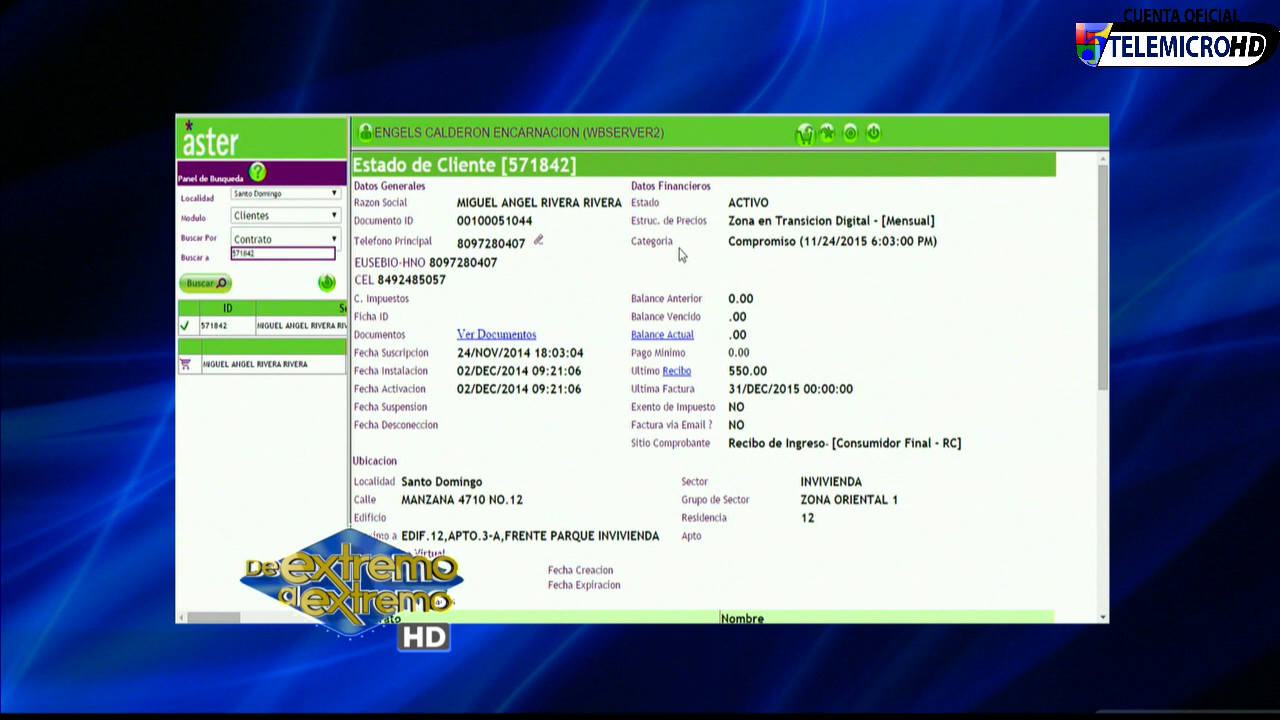 CUENTA OFICIAL
5 TELEMICRO HD
aster
ENGELS CALDERON ENCARNACION (WBSERVER2)
Panel de Busqueda ?
Localidad Santo Domingo
Modulo Clientes
Buscar Por Contrato
Buscar a 571842
Buscar
ID
571842 MIGUEL ANGEL RIVERA RIV
MIGUEL ANGEL RIVERA RIVERA
Estado de Cliente [571842]
Datos Generales Datos Financieros
Razon Social MIGUEL ANGEL RIVERA RIVERA Estado ACTIVO
Documento ID 00100051044 Estruc. de Precios Zona en Transicion Digital - [Mensual]
Telefono Principal 8097280407 Categoria Compromiso (11/24/2015 6:03:00 PM)
EUSEBIO-HNO 8097280407
CEL 8492485057
C. Impuestos Balance Anterior 0.00
Ficha ID Balance Vencido .00
Documentos Ver Documentos Balance Actual .00
Fecha Suscripcion 24/NOV/2014 18:03:04 Pago Minimo 0.00
Fecha Instalacion 02/DEC/2014 09:21:06 Ultimo Recibo 550.00
Fecha Activacion 02/DEC/2014 09:21:06 Ultima Factura 31/DEC/2015 00:00:00
Fecha Suspension Exento de Impuesto NO
Fecha Desconeccion Factura via Email ? NO
Sitio Comprobante Recibo de Ingreso- [Consumidor Final - RC]
Ubicacion
Localidad Santo Domingo Sector INVIVIENDA
Calle MANZANA 4710 NO.12 Grupo de Sector ZONA ORIENTAL 1
Edificio Residencia 12
imo a EDIF.12,APTO.3-A,FRENTE PARQUE INVIVIENDA Apto
Virtual
Fecha Creacion
Fecha Expiracion
ato Nombre
De extremo
a extremo
HD